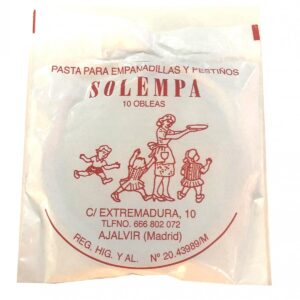 PASTA PARA EMPANADILLAS Y PESTIÑOS
SOLEMPA
10 OBLEAS
C/ EXTREMADURA, 10
TLFNO. 666 802 072
AJALVIR (Madrid)
REG. HIG. Y AL. Nº 20.43989/M